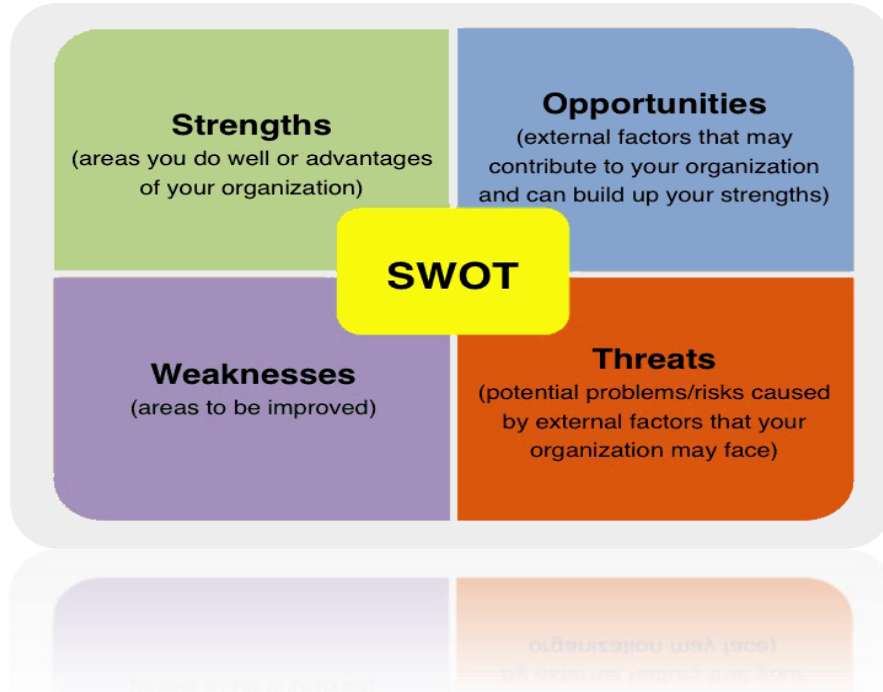 Strengths
(areas you do well or advantages
of your organization)
Opportunities
(external factors that may
contribute to your organization
and can build up your strengths)
SWOT
Weaknesses
(areas to be improved)
Threats
(potential problems/risks caused
by external factors that your
organization may face)